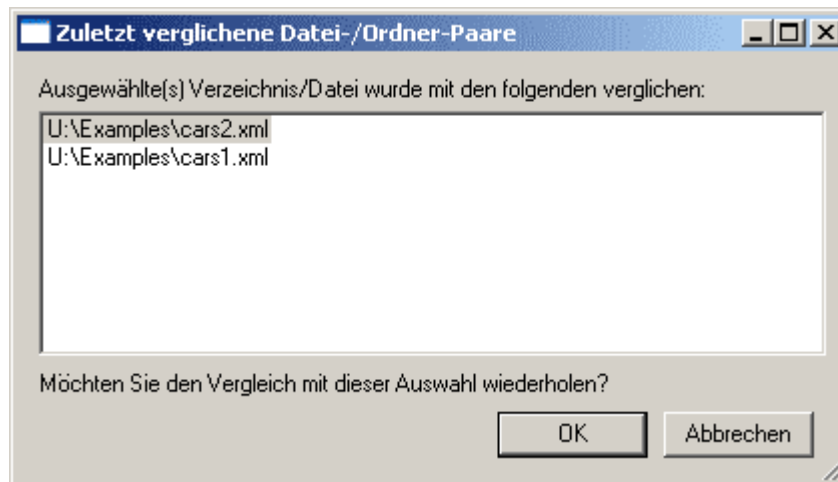 Zuletzt verglichene Datei-/Ordner-Paare
Ausgewählte(s) Verzeichnis/Datei wurde mit den folgenden verglichen:
U:\Examples\cars2.xml
U:\Examples\cars1.xml
Möchten Sie den Vergleich mit dieser Auswahl wiederholen?
OK Abbrechen